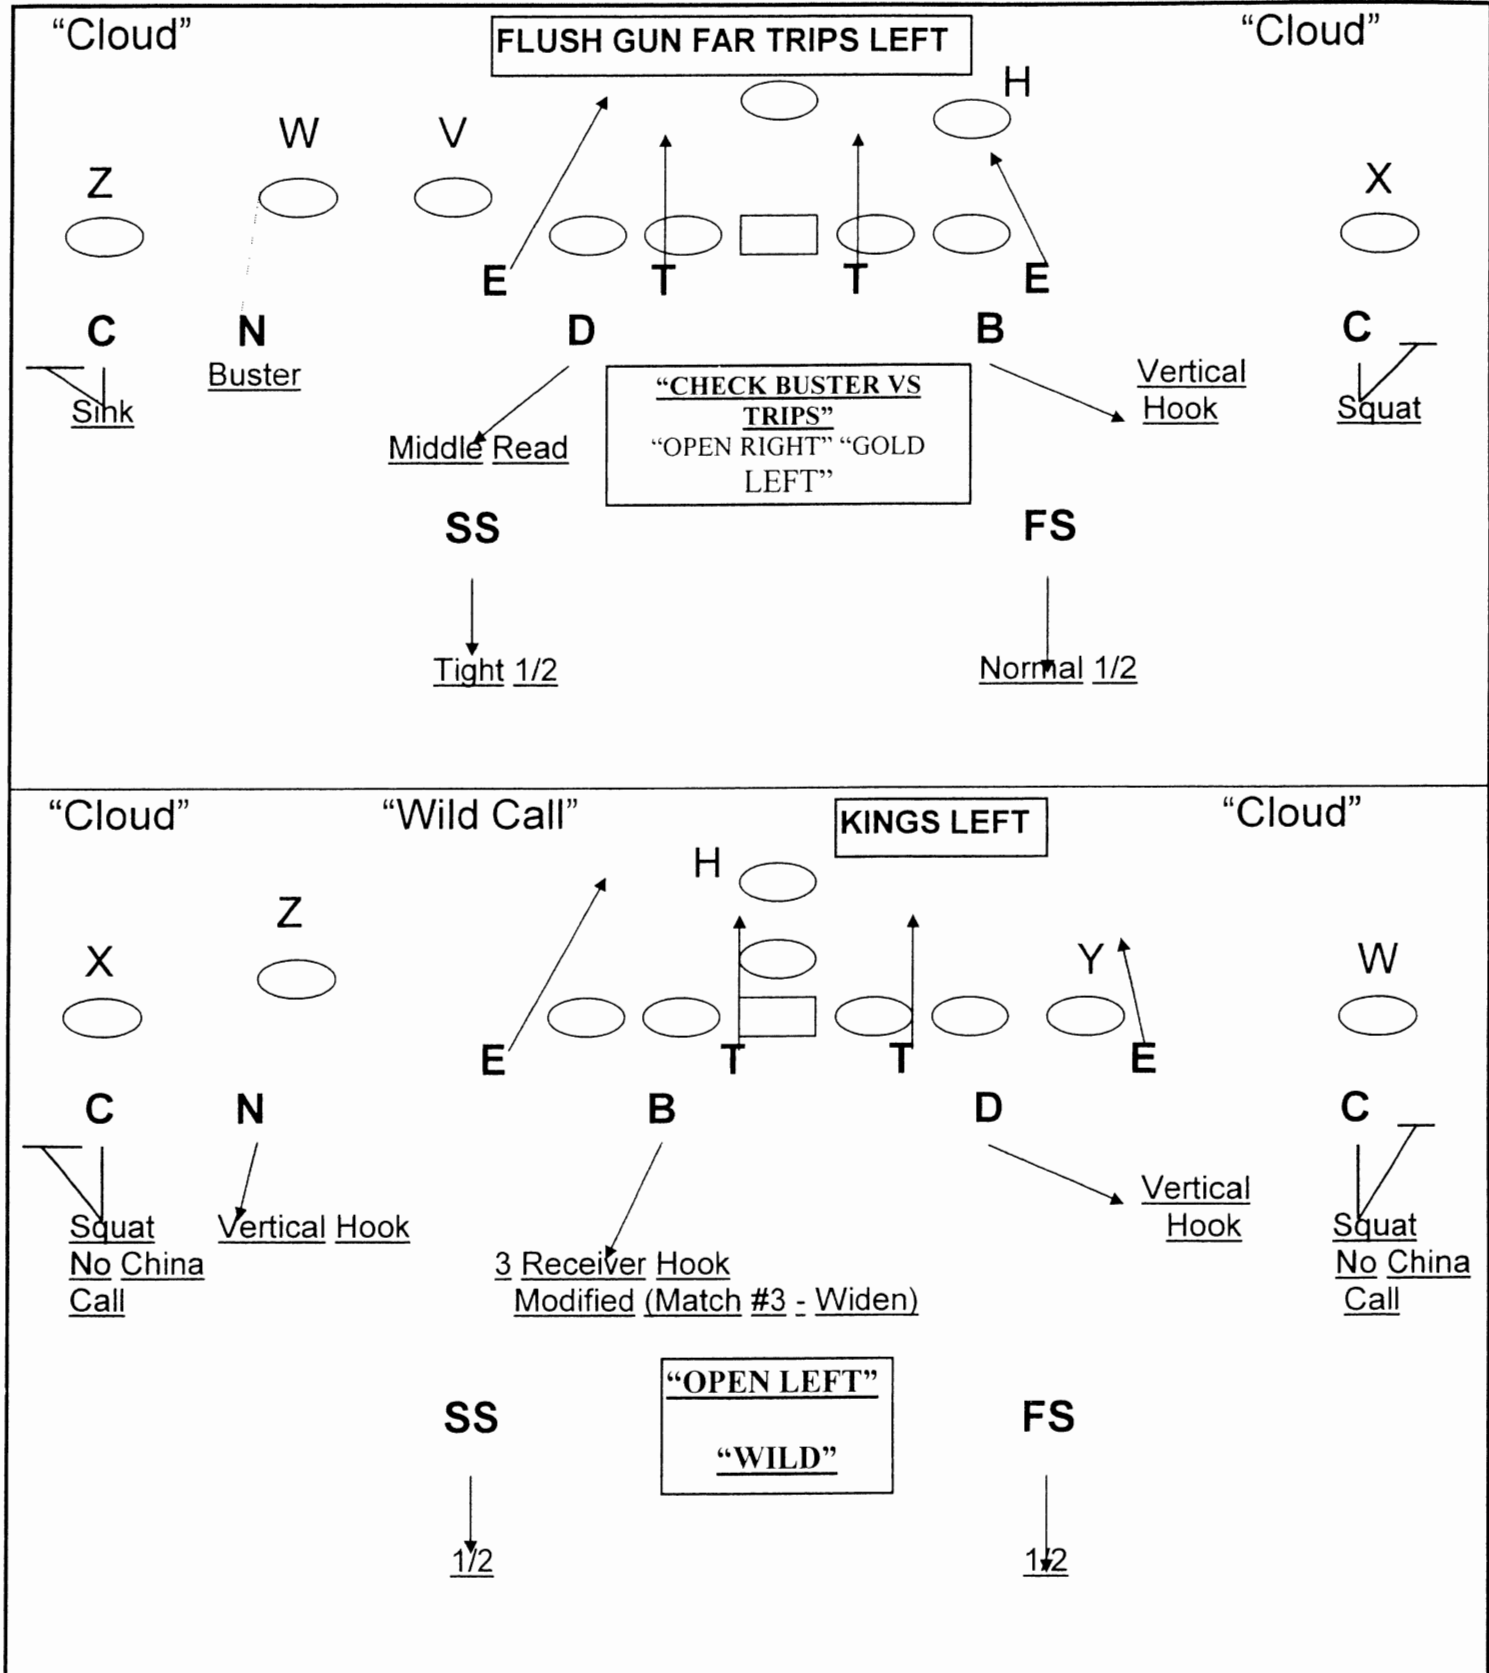 “Cloud”
FLUSH GUN FAR TRIPS LEFT
“Cloud”
H
W
V
Z
X
E
T
T
E
C
N
D
B
C
Buster
Sink
Middle Read
“CHECK BUSTER VS
TRIPS”
“OPEN RIGHT” “GOLD
LEFT”
Vertical
Hook
Squat
SS
FS
Tight 1/2
Normal 1/2
“Cloud”
“Wild Call”
KINGS LEFT
“Cloud”
H
Z
X
Y
W
E
T
T
E
C
N
B
D
C
Squat
No China
Call
Vertical Hook
3 Receiver Hook
Modified (Match #3 - Widen)
Vertical
Hook
Squat
No China
Call
“OPEN LEFT”
“WILD”
SS
FS
1/2
1/2